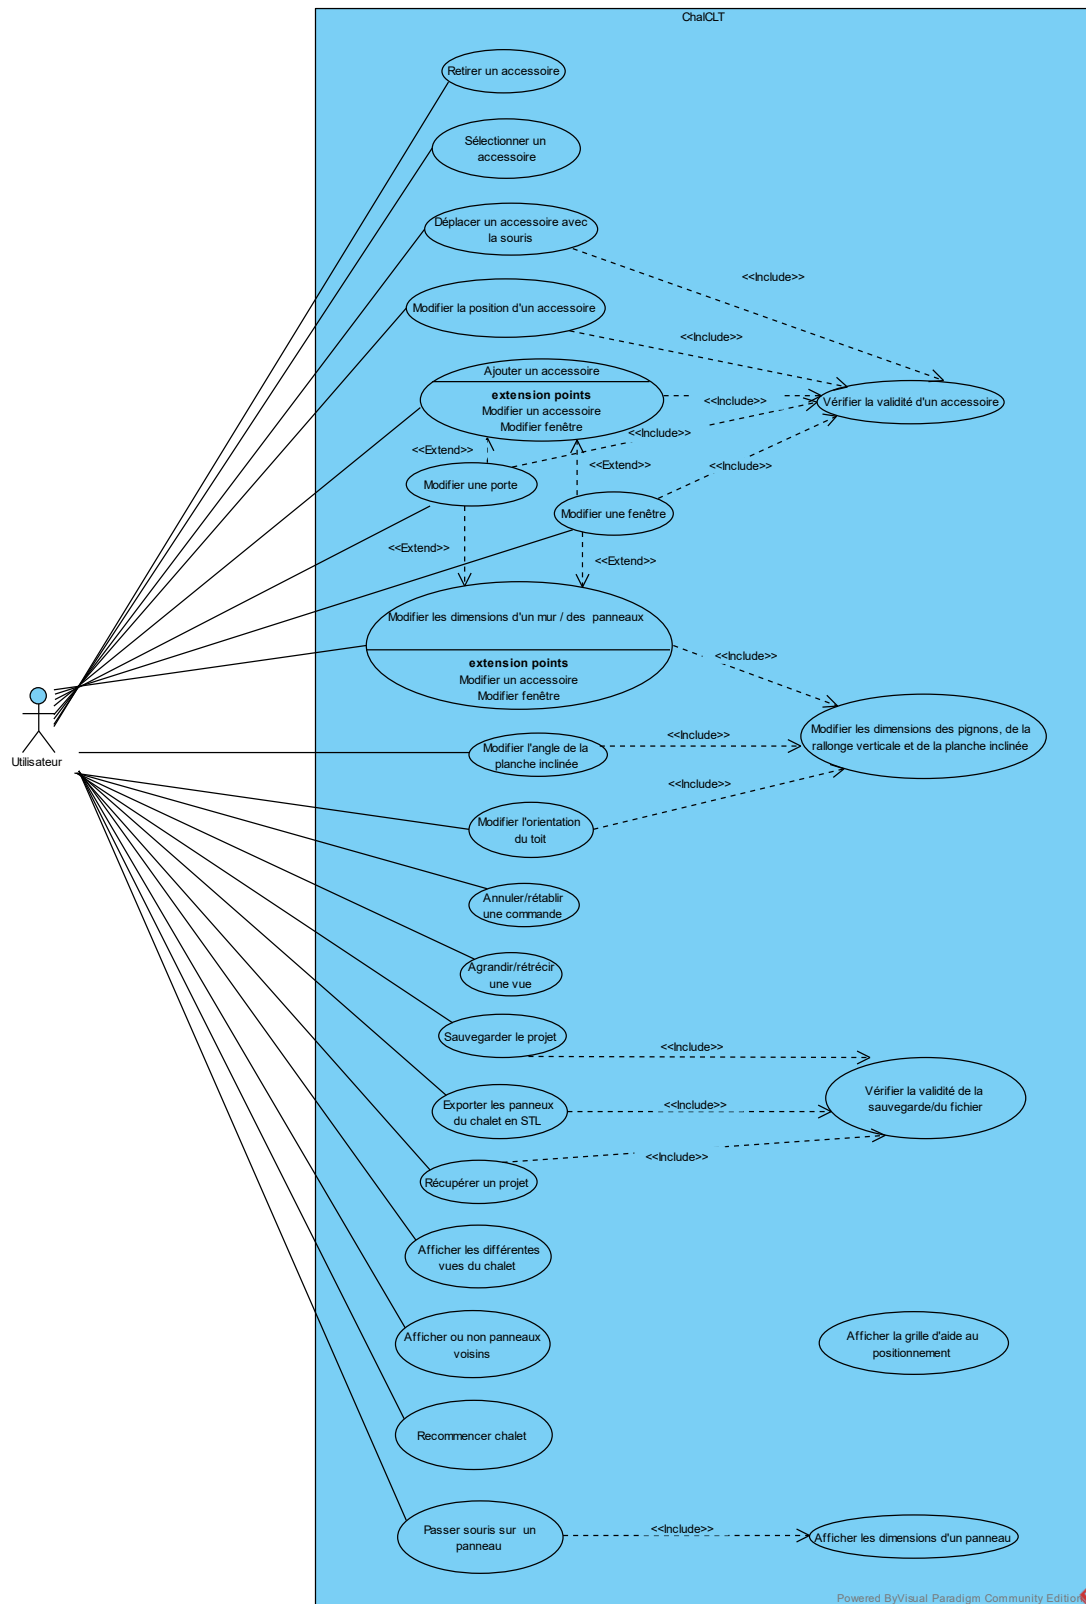 ChalCLT
Retirer un accessoire
Sélectionner un
accessoire
Déplacer un accessoire avec
la souris
<<Include>>
Modifier la position d'un accessoire
<<Include>>
Ajouter un accessoire
extension points
Modifier un accessoire
Modifier fenêtre
<<Include>>
Vérifier la validité d'un accessoire
<<Include>>
<<Extend>>
<<Extend>>
<<Include>>
Modifier une porte
Modifier une fenêtre
<<Extend>>
<<Extend>>
Modifier les dimensions d'un mur / des panneaux
extension points
Modifier un accessoire
Modifier fenêtre
<<Include>>
Utilisateur
Modifier l'angle de la
planche inclinée
<<Include>>
Modifier les dimensions des pignons, de la
rallonge verticale et de la planche inclinée
<<Include>>
Modifier l'orientation
du toit
Annuler/rétablir
une commande
Agrandir/rétrécir
une vue
Sauvegarder le projet
<<Include>>
Exporter les panneux
du chalet en STL
<<Include>>
Vérifier la validité de la
sauvegarde/du fichier
<<Include>>
Récupérer un projet
Afficher les différentes
vues du chalet
Afficher ou non panneaux
voisins
Afficher la grille d'aide au
positionnement
Recommencer chalet
Passer souris sur un
panneau
<<Include>>
Afficher les dimensions d'un panneau
Powered ByVisual Paradigm Community Edition